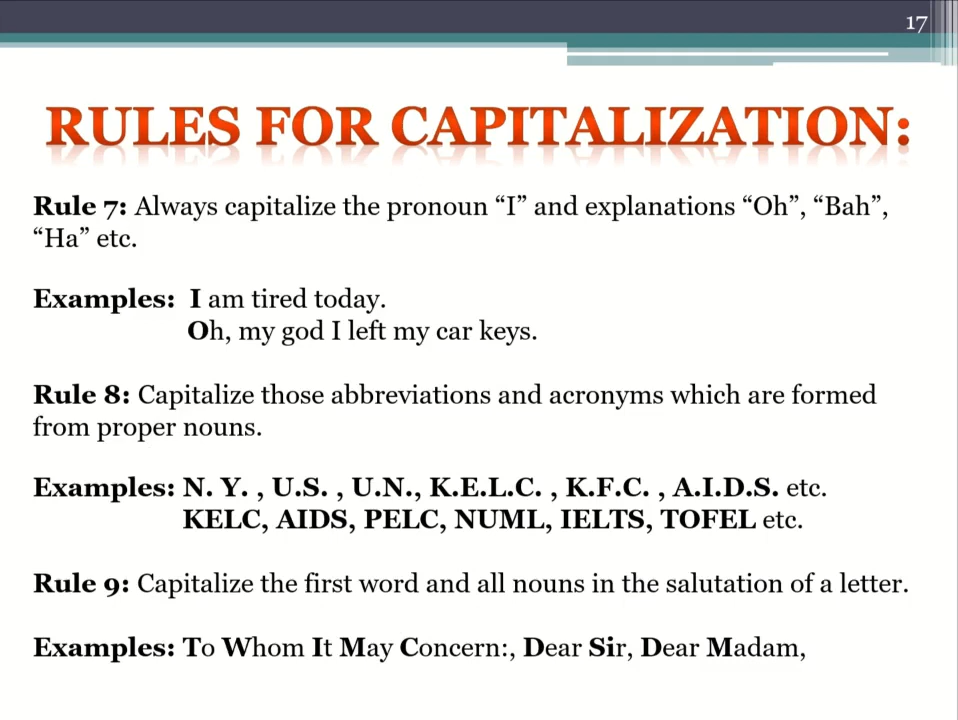 17
RULES FOR CAPITALIZATION:
Rule 7: Always capitalize the pronoun “I” and explanations “Oh”, “Bah”,
“Ha” etc.
Examples: I am tired today.
Oh, my god I left my car keys.
Rule 8: Capitalize those abbreviations and acronyms which are formed
from proper nouns.
Examples: N. Y. , U.S. , U.N., K.E.L.C. , K.F.C. , A.I.D.S. etc.
KELC, AIDS, PELC, NUML, IELTS, TOFEL etc.
Rule 9: Capitalize the first word and all nouns in the salutation of a letter.
Examples: To Whom It May Concern:, Dear Sir, Dear Madam,